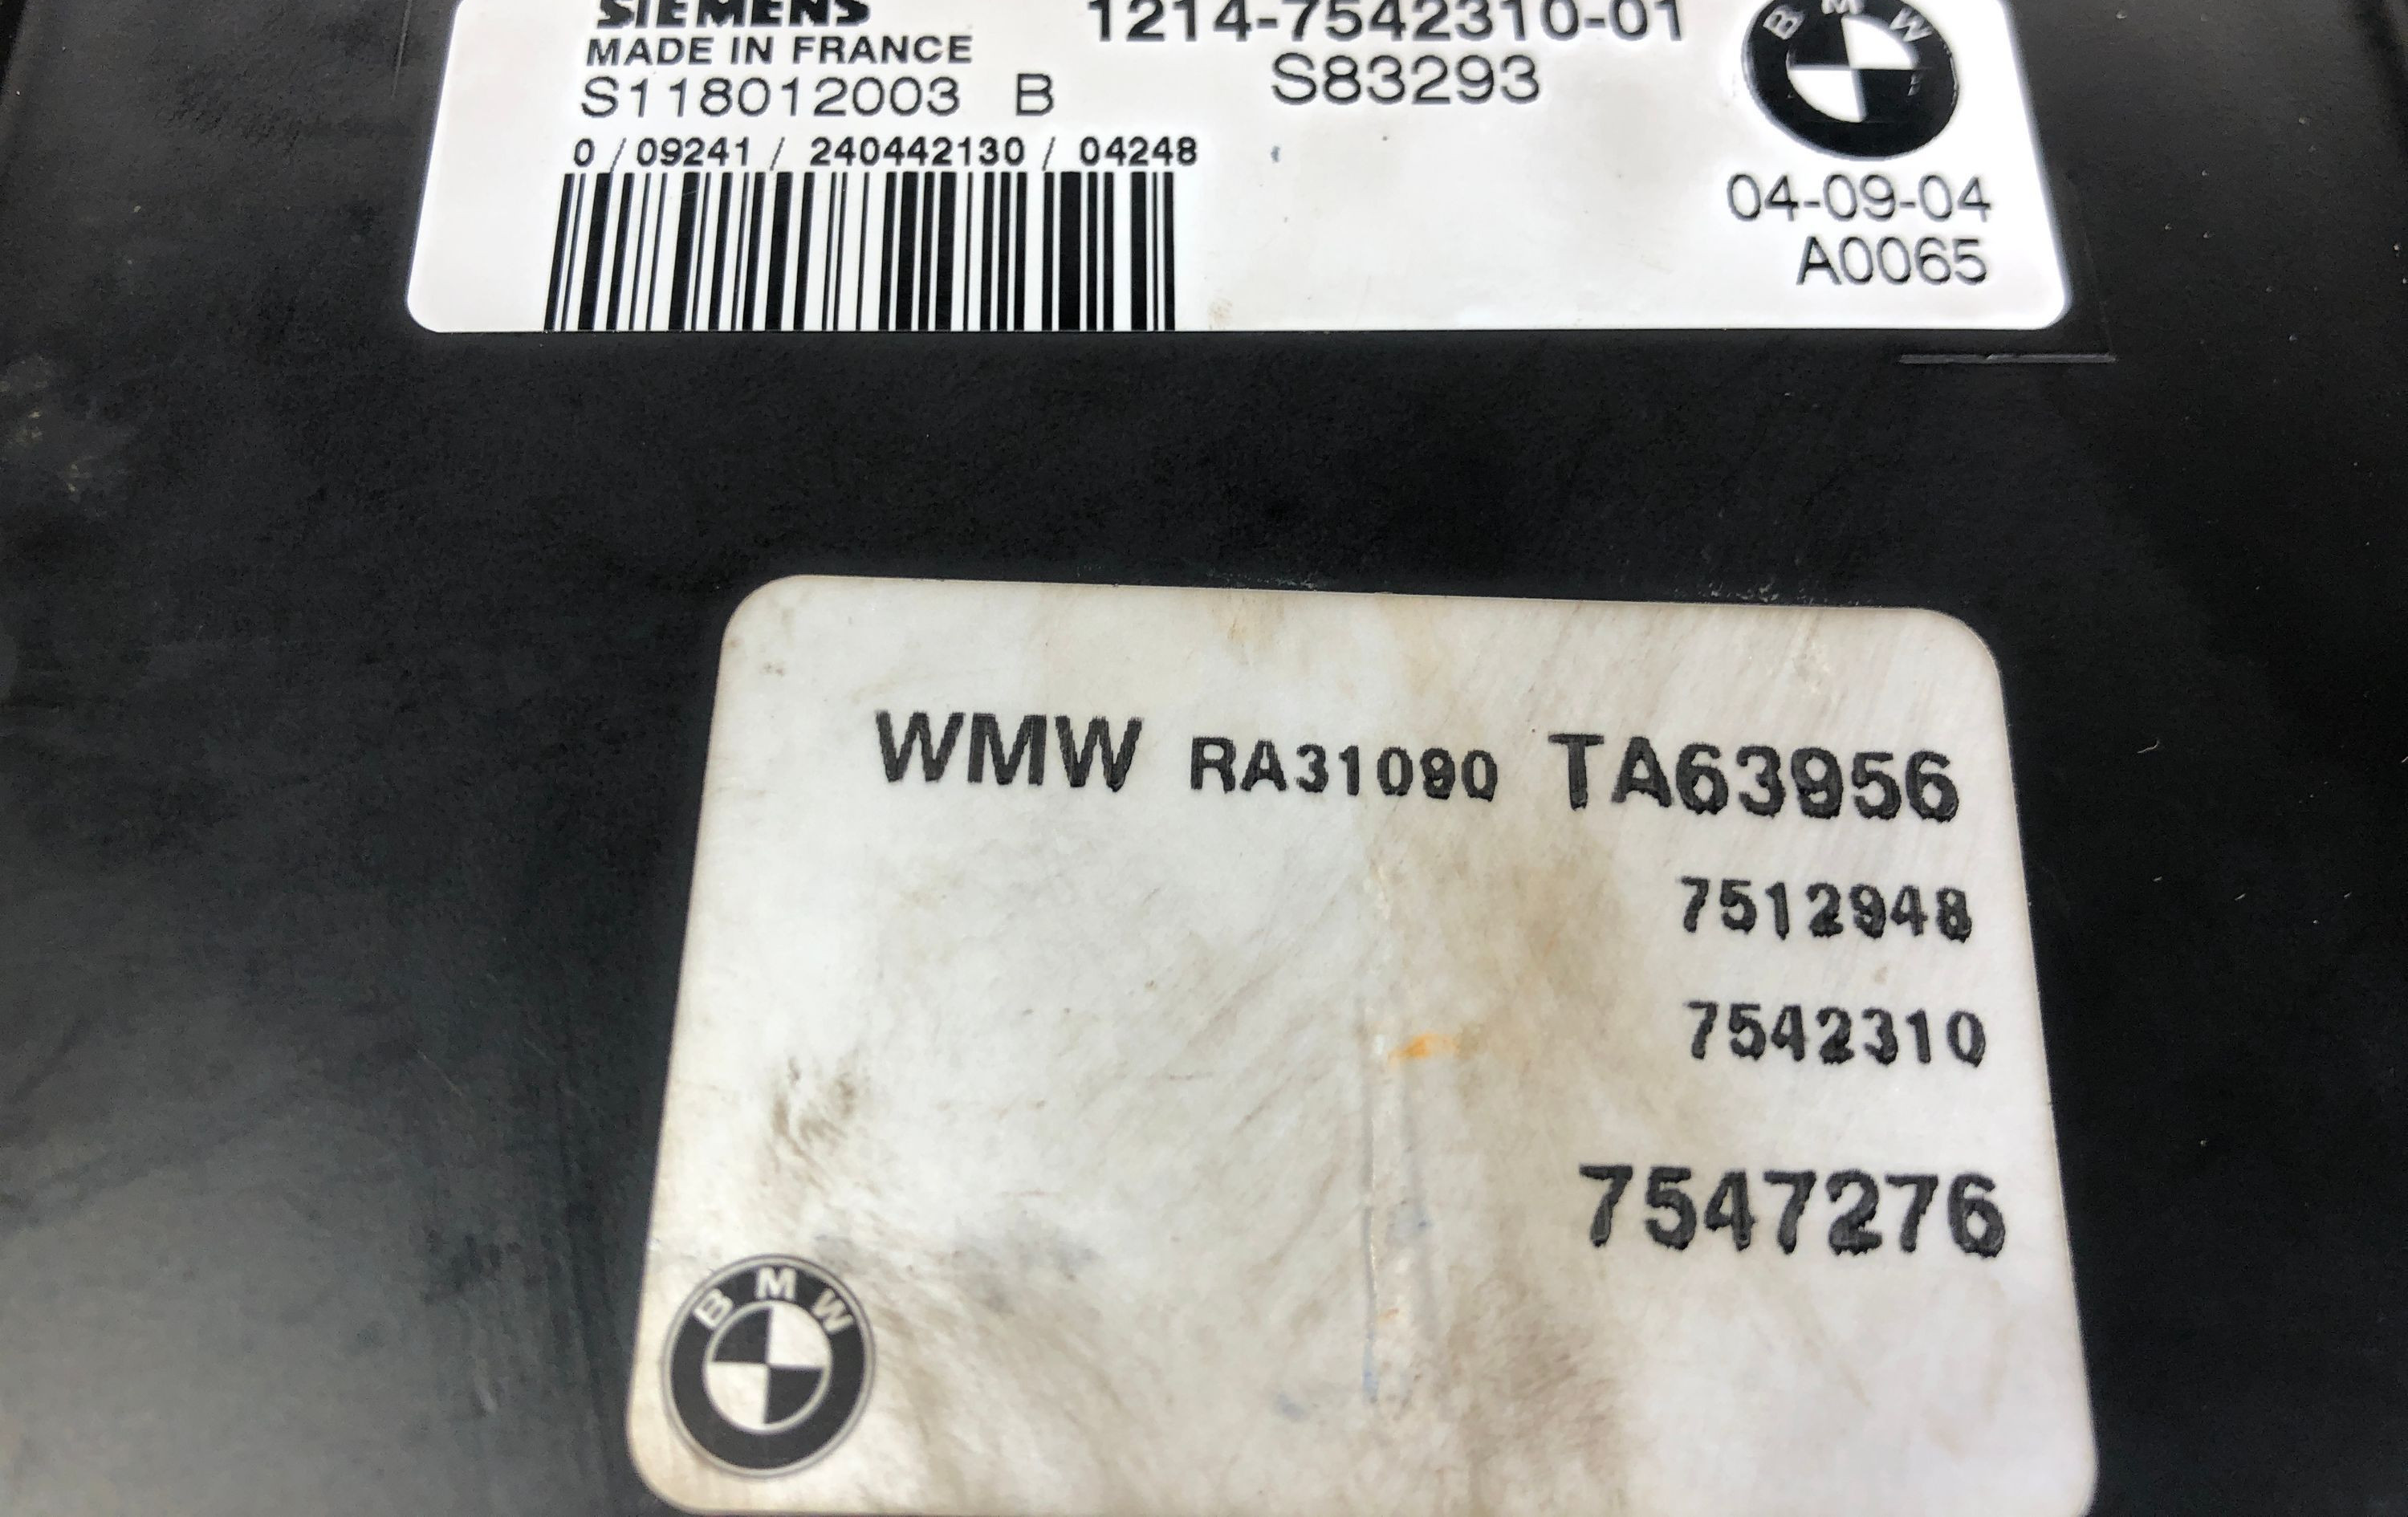 SIEMENS 1214-7542310-01
MADE IN FRANCE S83293
S118012003 B
0 / 09241 / 240442130 / 04248
BMW
04-09-04
A0065
WMW RA31090 TA63956
7512948
7542310
7547276
BMW